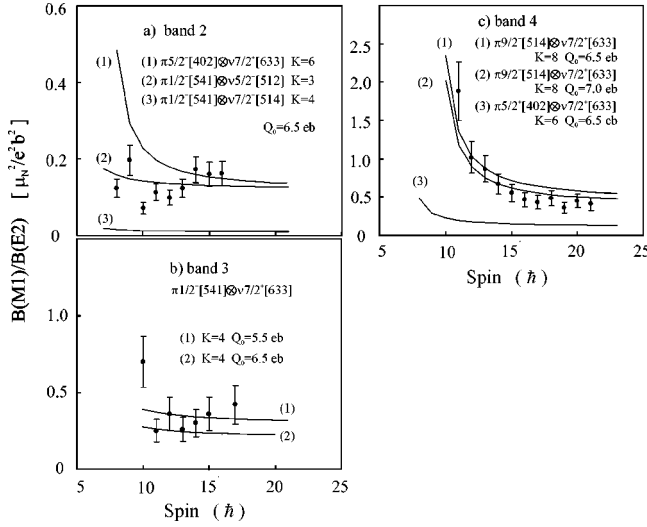 B(M1)/B(E2) [ μN²/e²b² ]
a) band 2
(1)
(1) π5/2⁺[402]⊗ν7/2⁺[633] K=6
(2) π1/2⁻[541]⊗ν5/2⁻[512] K=3
(3) π1/2⁻[541]⊗ν7/2⁻[514] K=4
Q₀=6.5 eb
(2)
(3)
0.6
0.4
0.2
0
b) band 3
π1/2⁻[541]⊗ν7/2⁺[633]
(1) K=4 Q₀=5.5 eb
(2) K=4 Q₀=6.5 eb
(1)
(2)
1.0
0.5
0
5 10 15 20 25
Spin ( ℏ )
c) band 4
(1)
(1) π9/2⁻[514]⊗ν7/2⁺[633]
K=8 Q₀=6.5 eb
(2)
(2) π9/2⁻[514]⊗ν7/2⁺[633]
K=8 Q₀=7.0 eb
(3) π5/2⁺[402]⊗ν7/2⁺[633]
K=6 Q₀=6.5 eb
(3)
2.5
2.0
1.5
1.0
0.5
0
5 10 15 20 25
Spin ( ℏ )